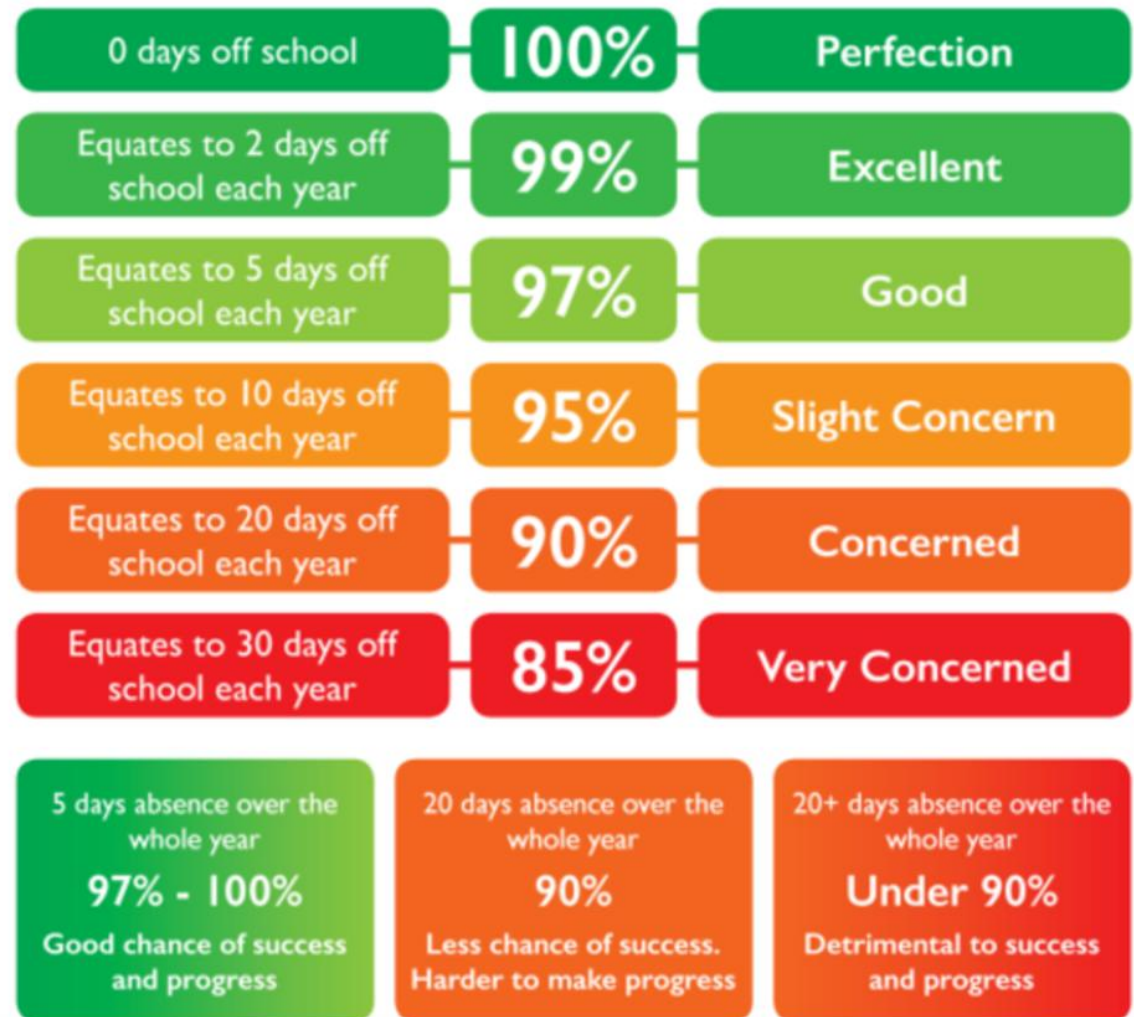 0 days off school
100%
Perfection
Equates to 2 days off
school each year
99%
Excellent
Equates to 5 days off
school each year
97%
Good
Equates to 10 days off
school each year
95%
Slight Concern
Equates to 20 days off
school each year
90%
Concerned
Equates to 30 days off
school each year
85%
Very Concerned
5 days absence over the
whole year
97% - 100%
Good chance of success
and progress
20 days absence over the
whole year
90%
Less chance of success.
Harder to make progress
20+ days absence over the
whole year
Under 90%
Detrimental to success
and progress